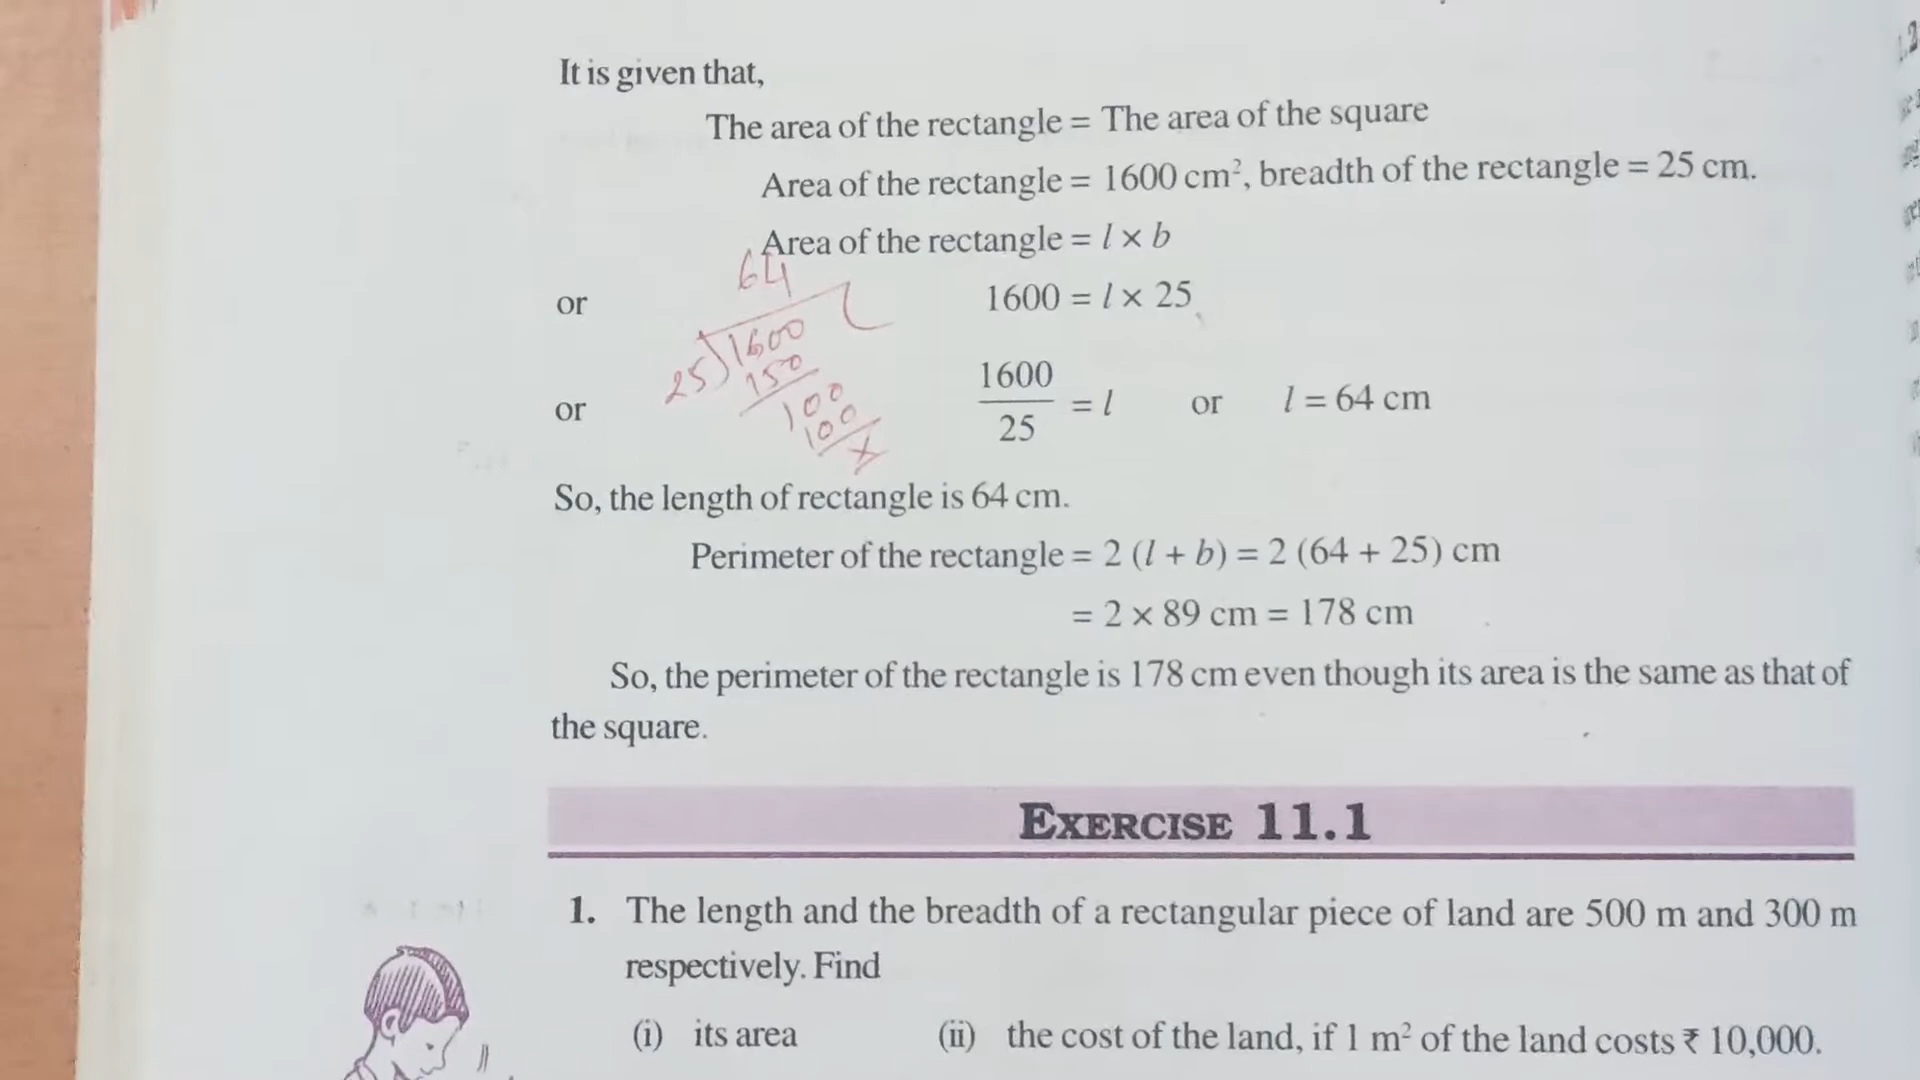 It is given that,
The area of the rectangle = The area of the square
Area of the rectangle = 1600 cm², breadth of the rectangle = 25 cm.
Area of the rectangle = l × b
or 1600 = l × 25
64
25)1600(
150
100
100
×
or 1600/25 = l or l = 64 cm
So, the length of rectangle is 64 cm.
Perimeter of the rectangle = 2 (l + b) = 2 (64 + 25) cm
= 2 × 89 cm = 178 cm
So, the perimeter of the rectangle is 178 cm even though its area is the same as that of
the square.
EXERCISE 11.1
1. The length and the breadth of a rectangular piece of land are 500 m and 300 m
respectively. Find
(i) its area (ii) the cost of the land, if 1 m² of the land costs ₹ 10,000.